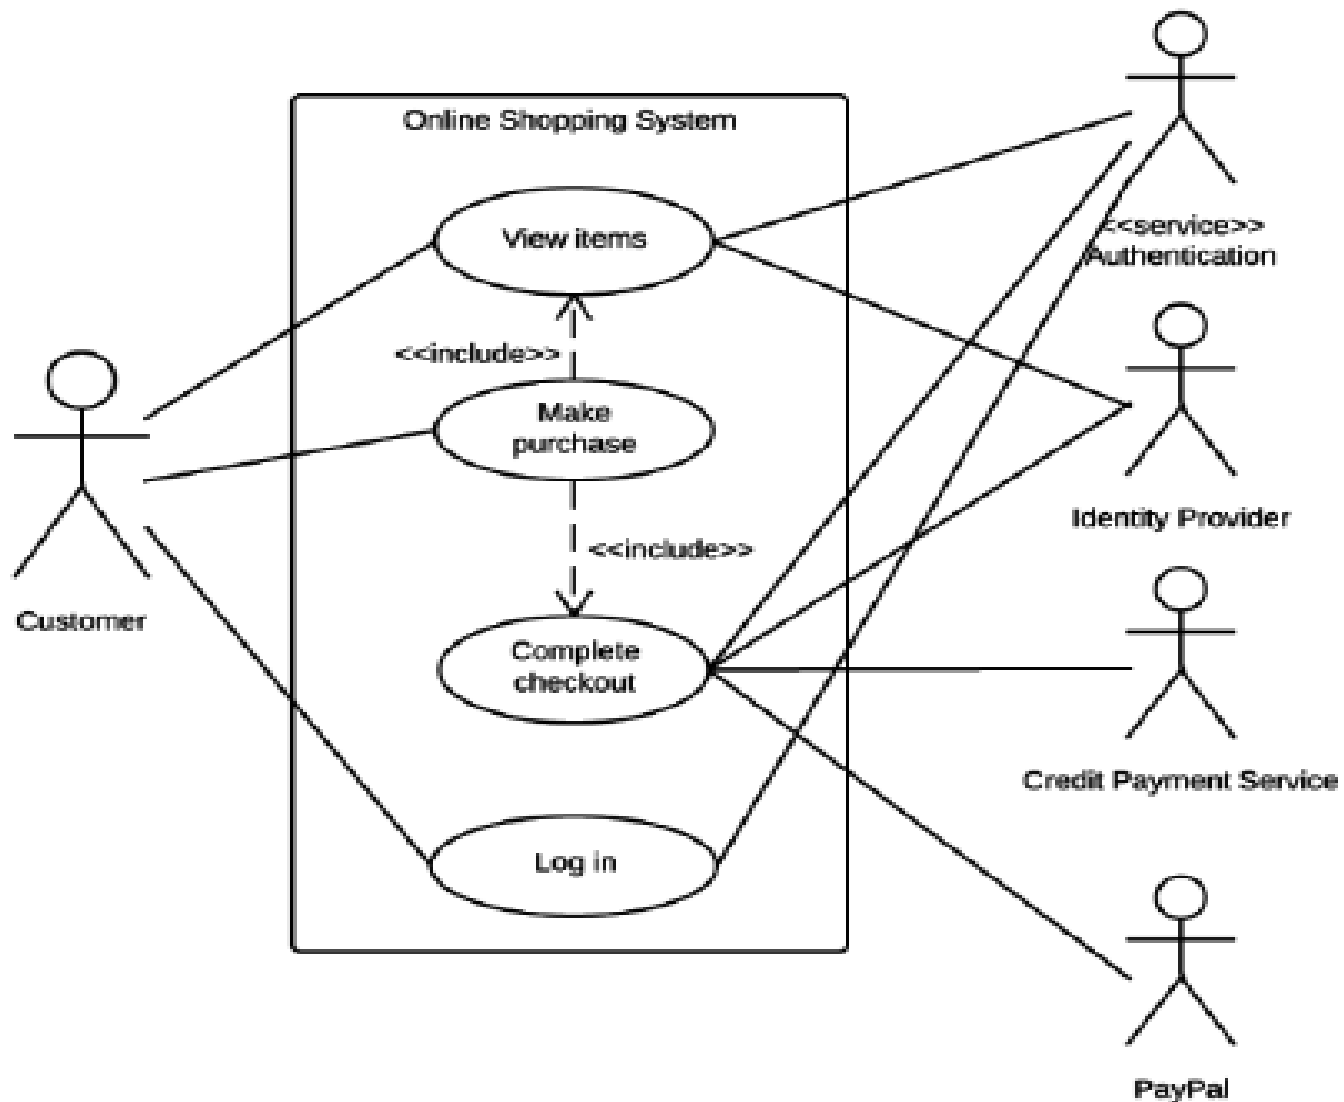 Online Shopping System
View items
<<include>>
Make
purchase
<<include>>
Complete
checkout
Log in
Customer
<<service>>
Authentication
Identity Provider
Credit Payment Service
PayPal